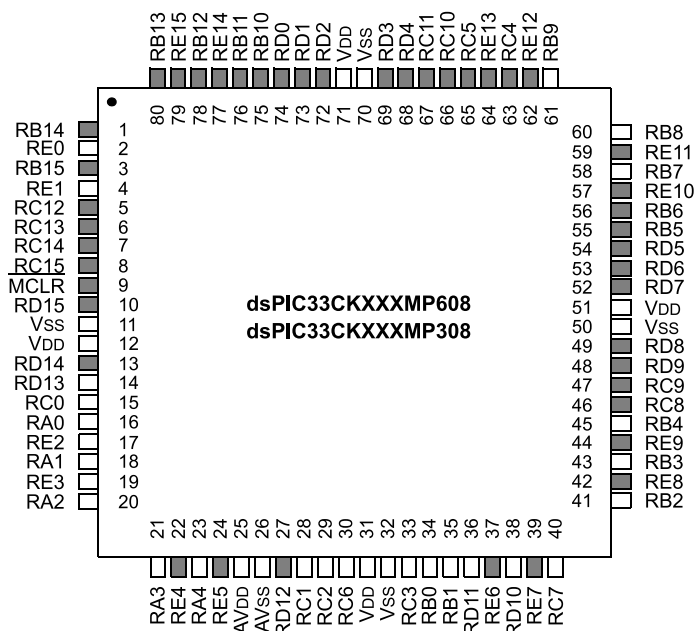 RB13 RE15 RB12 RE14 RB11 RB10 RD0 RD1 RD2 VDD VSS RD3 RD4 RC11 RC10 RC5 RE13 RC4 RE12 RB9
80 79 78 77 76 75 74 73 72 71 70 69 68 67 66 65 64 63 62 61
RB14 1
RE0 2
RB15 3
RE1 4
RC12 5
RC13 6
RC14 7
RC15 8
MCLR 9
RD15 10
VSS 11
VDD 12
RD14 13
RD13 14
RC0 15
RA0 16
RE2 17
RA1 18
RE3 19
RA2 20
dsPIC33CKXXXMP608
dsPIC33CKXXXMP308
60 RB8
59 RE11
58 RB7
57 RE10
56 RB6
55 RB5
54 RD5
53 RD6
52 RD7
51 VDD
50 VSS
49 RD8
48 RD9
47 RC9
46 RC8
45 RB4
44 RE9
43 RB3
42 RE8
41 RB2
21 22 23 24 25 26 27 28 29 30 31 32 33 34 35 36 37 38 39 40
RA3 RE4 RA4 RE5 AVDD AVSS RD12 RC1 RC2 RC6 VDD VSS RC3 RB0 RB1 RD11 RE6 RD10 RE7 RC7